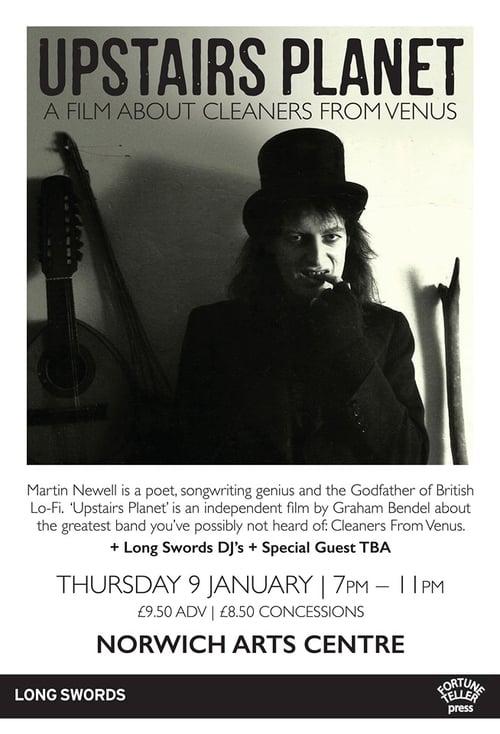 UPSTAIRS PLANET
A FILM ABOUT CLEANERS FROM VENUS
Martin Newell is a poet, songwriting genius and the Godfather of British
Lo-Fi. ‘Upstairs Planet’ is an independent film by Graham Bendel about
the greatest band you’ve possibly not heard of: Cleaners From Venus.
+ Long Swords DJ’s + Special Guest TBA
THURSDAY 9 JANUARY | 7PM – 11PM
£9.50 ADV | £8.50 CONCESSIONS
NORWICH ARTS CENTRE
LONG SWORDS
FORTUNE
TELLER
press